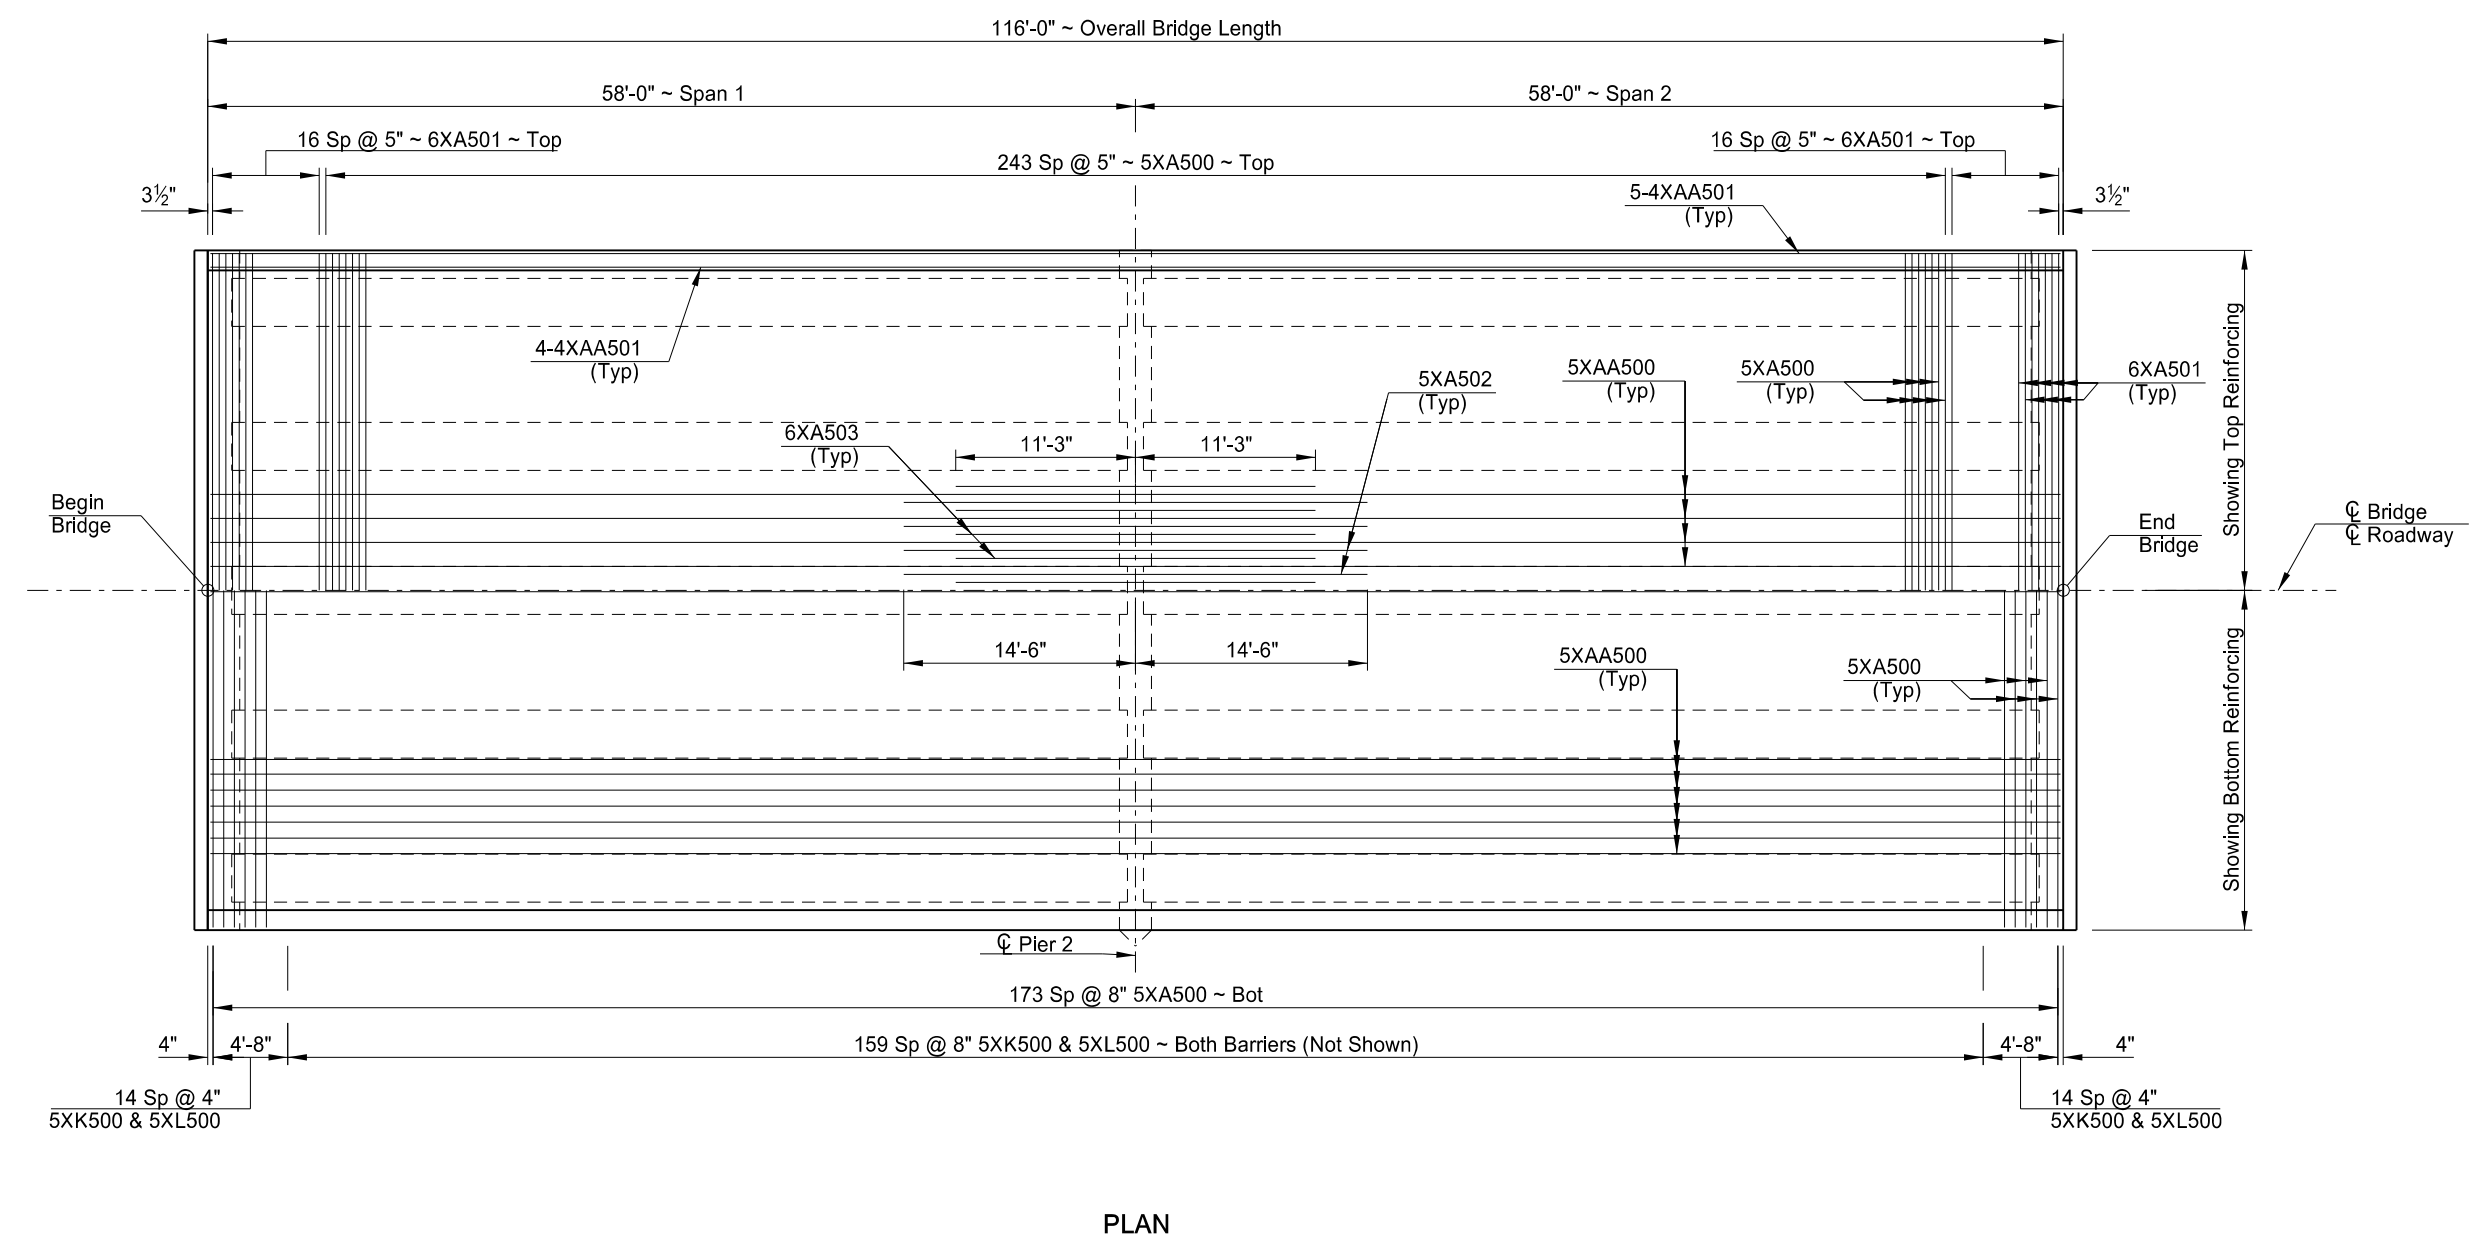 116'-0" ~ Overall Bridge Length
58'-0" ~ Span 1
58'-0" ~ Span 2
16 Sp @ 5" ~ 6XA501 ~ Top
16 Sp @ 5" ~ 6XA501 ~ Top
243 Sp @ 5" ~ 5XA500 ~ Top
3½"
5-4XAA501
(Typ)
3½"
4-4XAA501
(Typ)
5XA502
(Typ)
5XAA500
(Typ)
5XA500
(Typ)
6XA501
(Typ)
6XA503
(Typ)
11'-3"
11'-3"
Showing Top Reinforcing
Begin
Bridge
End
Bridge
℄ Bridge
℄ Roadway
14'-6"
14'-6"
5XAA500
(Typ)
5XA500
(Typ)
Showing Bottom Reinforcing
℄ Pier 2
173 Sp @ 8" 5XA500 ~ Bot
4"
4'-8"
159 Sp @ 8" 5XK500 & 5XL500 ~ Both Barriers (Not Shown)
4'-8"
4"
14 Sp @ 4"
5XK500 & 5XL500
14 Sp @ 4"
5XK500 & 5XL500
PLAN